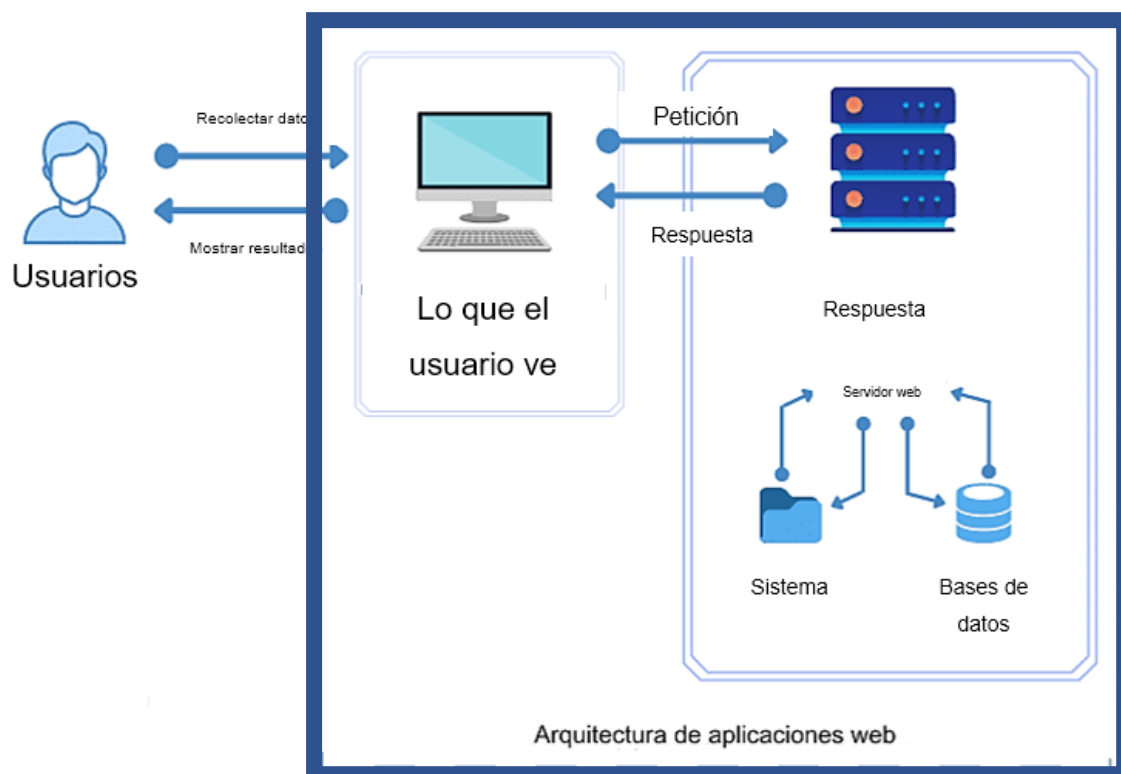 Recolectar dato
Mostrar resultad
Usuarios
Lo que el
usuario ve
Petición
Respuesta
Respuesta
Servidor web
Sistema
Bases de
datos
Arquitectura de aplicaciones web